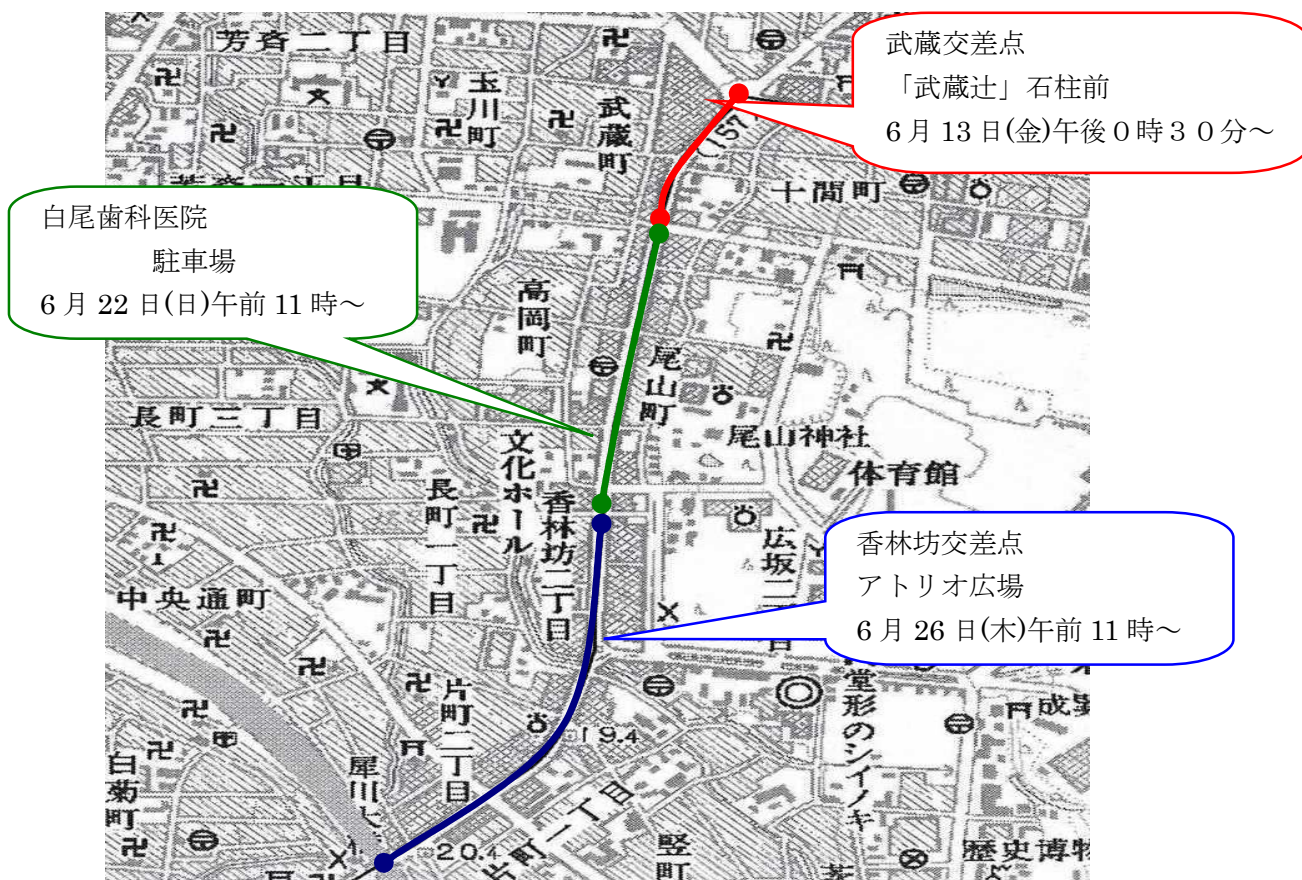 芳斉二丁目
玉川町
武蔵町
157
武蔵交差点
「武蔵辻」石柱前
6月13日(金)午後0時30分~
十間町
白尾歯科医院
駐車場
6月22日(日)午前11時~
高岡町
尾山町
長町三丁目
尾山神社
体育館
文化ホール
長町一丁目
香林坊二丁目
広坂二
香林坊交差点
アトリオ広場
6月26日(木)午前11時~
中央通町
片町二丁目
19.4
堂形のシイノキ
白菊町
犀川
20.4
片町一丁目
竪町
歴史博物